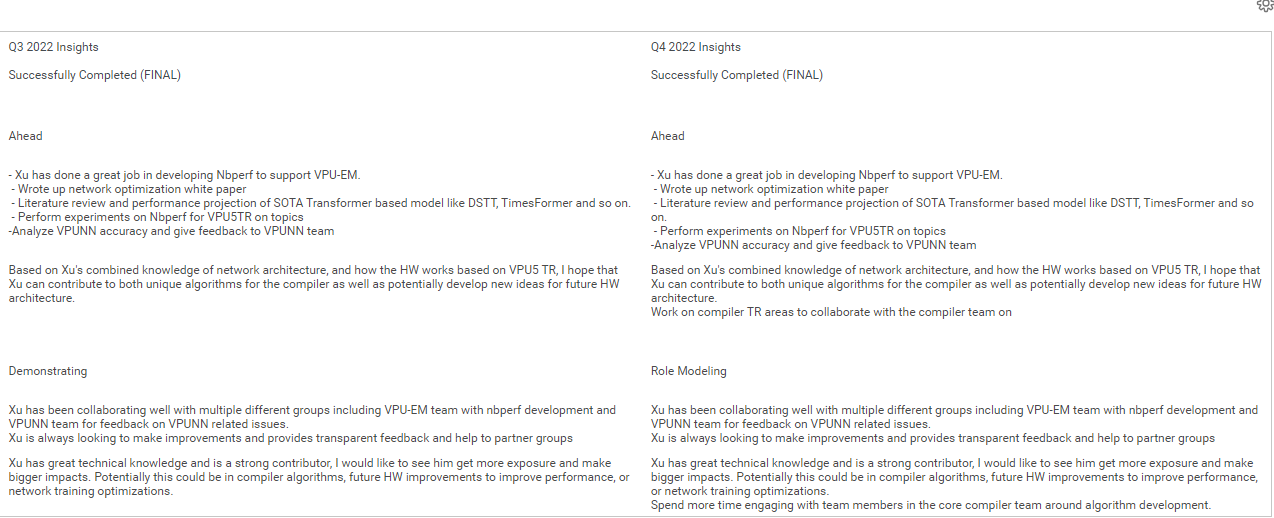 Q3 2022 Insights
Successfully Completed (FINAL)
Ahead
- Xu has done a great job in developing Nbperf to support VPU-EM.
- Wrote up network optimization white paper
- Literature review and performance projection of SOTA Transformer based model like DSTT, TimesFormer and so on.
- Perform experiments on Nbperf for VPU5TR on topics
-Analyze VPUNN accuracy and give feedback to VPUNN team
Based on Xu's combined knowledge of network architecture, and how the HW works based on VPU5 TR, I hope that
Xu can contribute to both unique algorithms for the compiler as well as potentially develop new ideas for future HW
architecture.
Demonstrating
Xu has been collaborating well with multiple different groups including VPU-EM team with nbperf development and
VPUNN team for feedback on VPUNN related issues.
Xu is always looking to make improvements and provides transparent feedback and help to partner groups
Xu has great technical knowledge and is a strong contributor, I would like to see him get more exposure and make
bigger impacts. Potentially this could be in compiler algorithms, future HW improvements to improve performance, or
network training optimizations.
Q4 2022 Insights
Successfully Completed (FINAL)
Ahead
- Xu has done a great job in developing Nbperf to support VPU-EM.
- Wrote up network optimization white paper
- Literature review and performance projection of SOTA Transformer based model like DSTT, TimesFormer and so
on.
- Perform experiments on Nbperf for VPU5TR on topics
-Analyze VPUNN accuracy and give feedback to VPUNN team
Based on Xu's combined knowledge of network architecture, and how the HW works based on VPU5 TR, I hope that
Xu can contribute to both unique algorithms for the compiler as well as potentially develop new ideas for future HW
architecture.
Work on compiler TR areas to collaborate with the compiler team on
Role Modeling
Xu has been collaborating well with multiple different groups including VPU-EM team with nbperf development and
VPUNN team for feedback on VPUNN related issues.
Xu is always looking to make improvements and provides transparent feedback and help to partner groups
Xu has great technical knowledge and is a strong contributor, I would like to see him get more exposure and make
bigger impacts. Potentially this could be in compiler algorithms, future HW improvements to improve performance,
or network training optimizations.
Spend more time engaging with team members in the core compiler team around algorithm development.